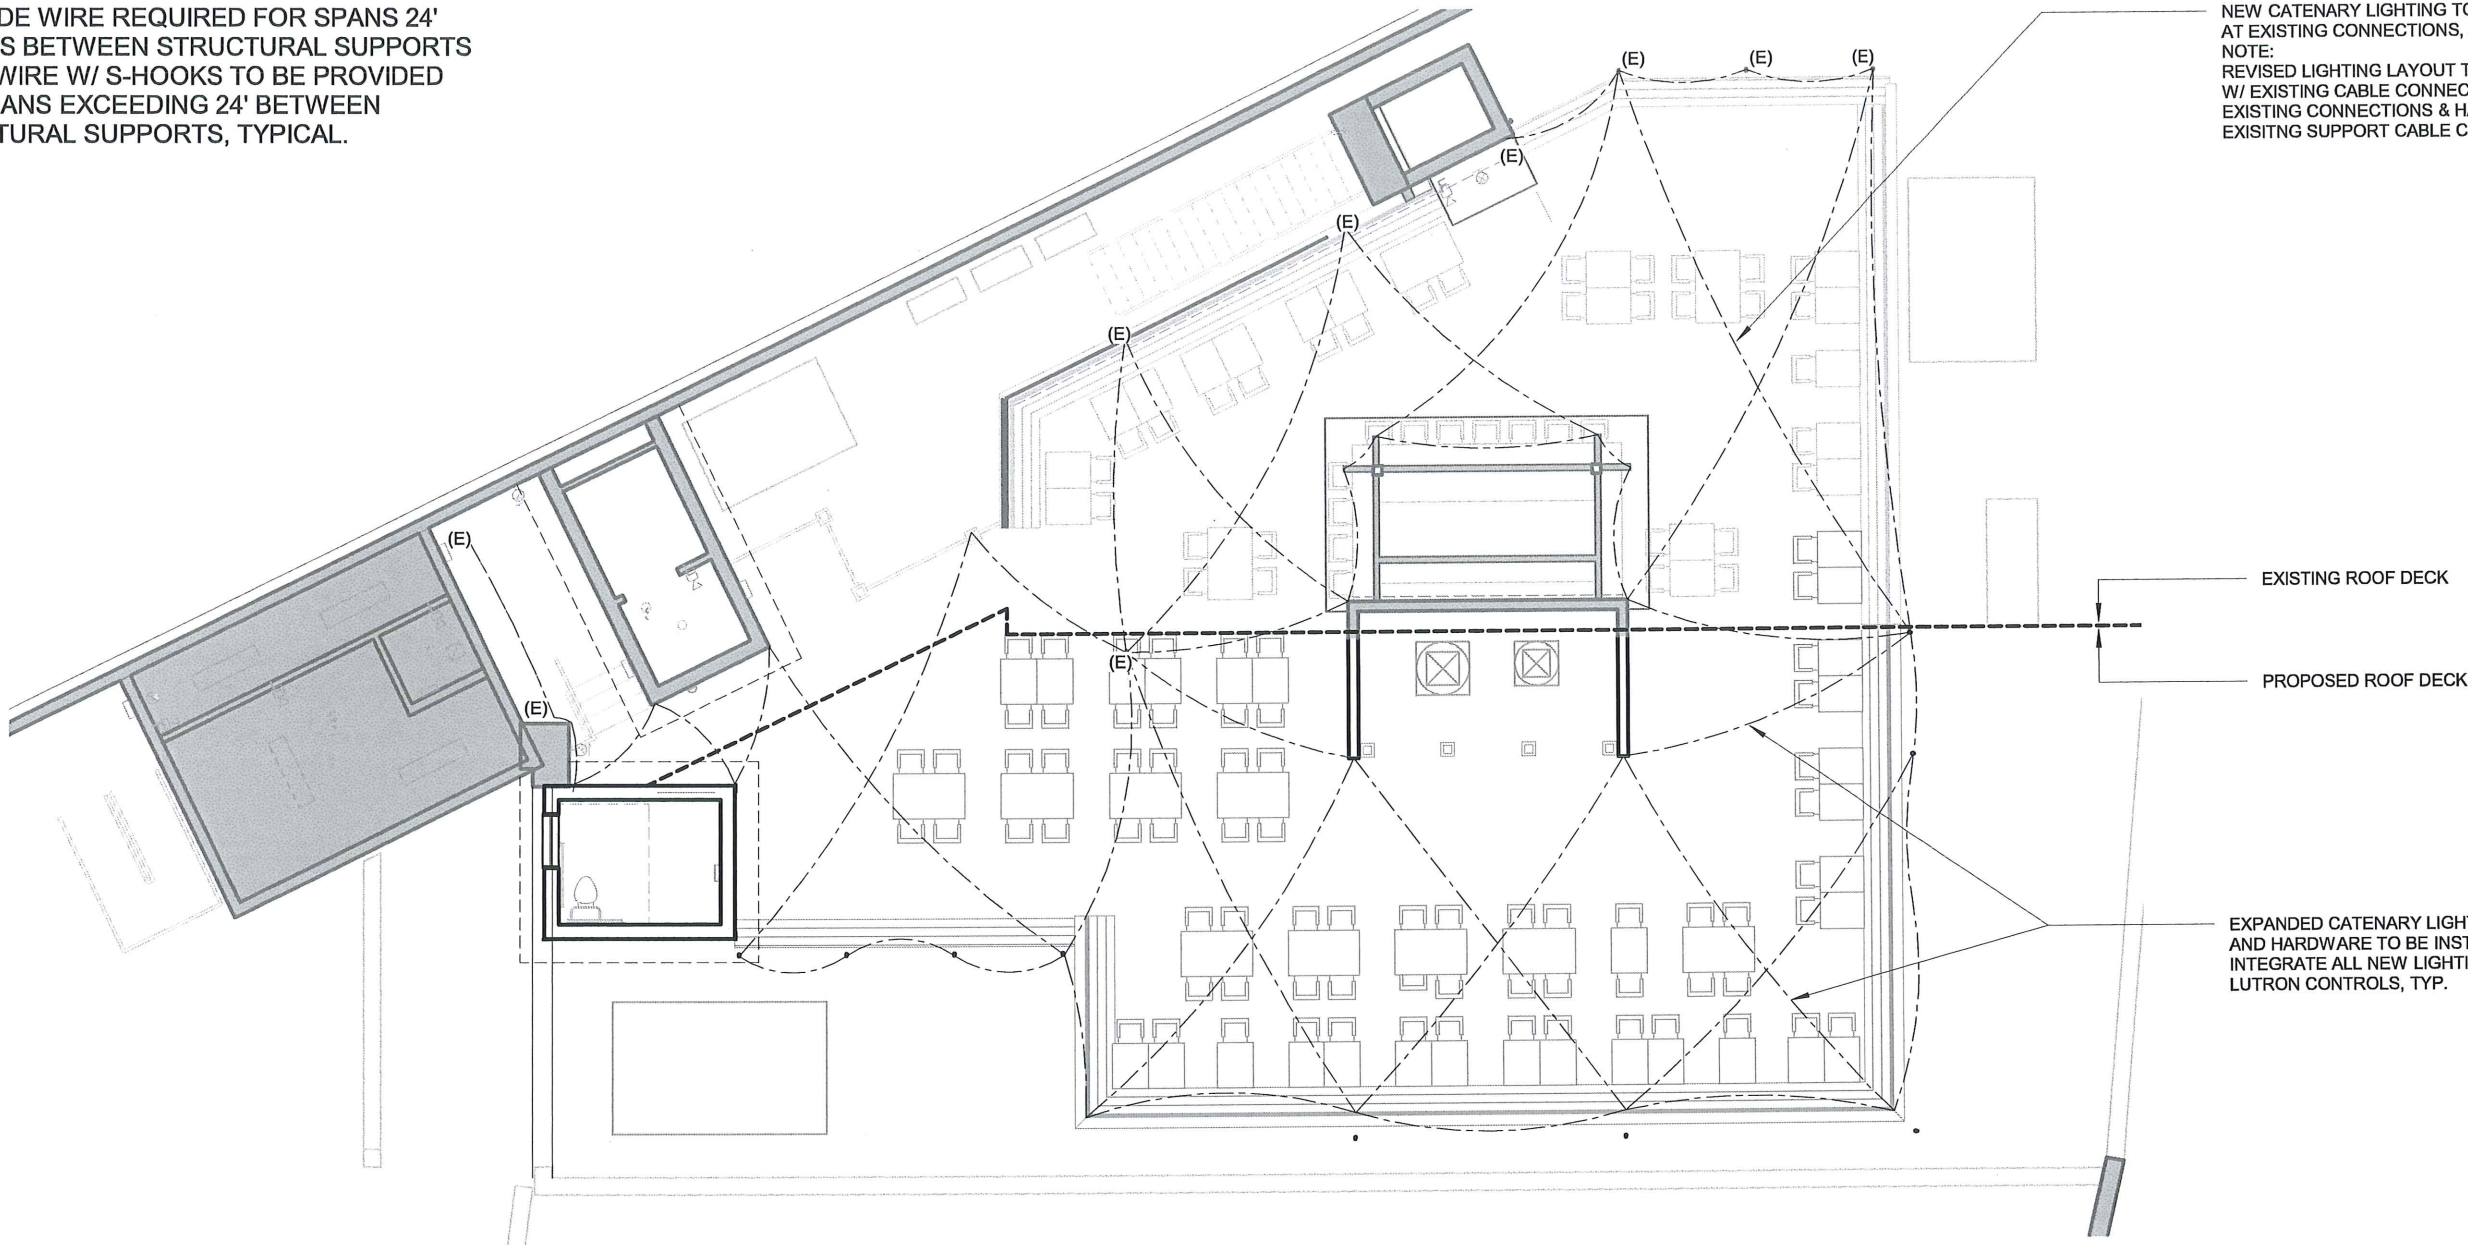 DE WIRE REQUIRED FOR SPANS 24'
S BETWEEN STRUCTURAL SUPPORTS
WIRE W/ S-HOOKS TO BE PROVIDED
ANS EXCEEDING 24' BETWEEN
TURAL SUPPORTS, TYPICAL.
NEW CATENARY LIGHTING TO
AT EXISTING CONNECTIONS,
NOTE:
REVISED LIGHTING LAYOUT T
W/ EXISTING CABLE CONNEC
EXISTING CONNECTIONS & HA
EXISITNG SUPPORT CABLE C
(E)
(E)
(E)
(E)
(E)
(E)
(E)
(E)
(E)
EXISTING ROOF DECK
PROPOSED ROOF DECK
EXPANDED CATENARY LIGHT
AND HARDWARE TO BE INST
INTEGRATE ALL NEW LIGHTI
LUTRON CONTROLS, TYP.